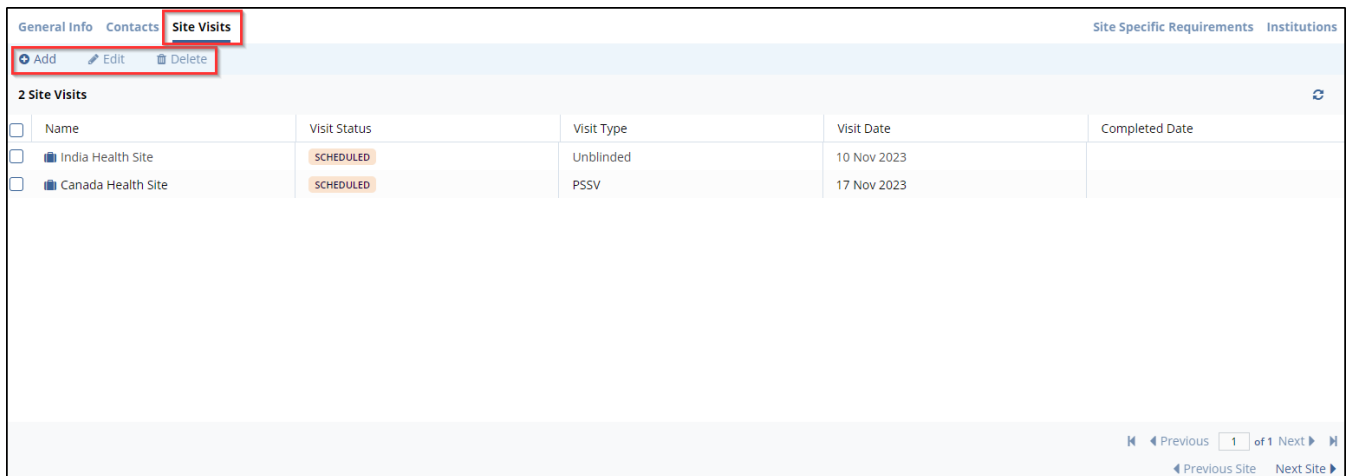 General Info Contacts Site Visits Site Specific Requirements Institutions
Add Edit Delete
2 Site Visits
Name Visit Status Visit Type Visit Date Completed Date
India Health Site SCHEDULED Unblinded 10 Nov 2023
Canada Health Site SCHEDULED PSSV 17 Nov 2023
Previous 1 of 1 Next
Previous Site Next Site